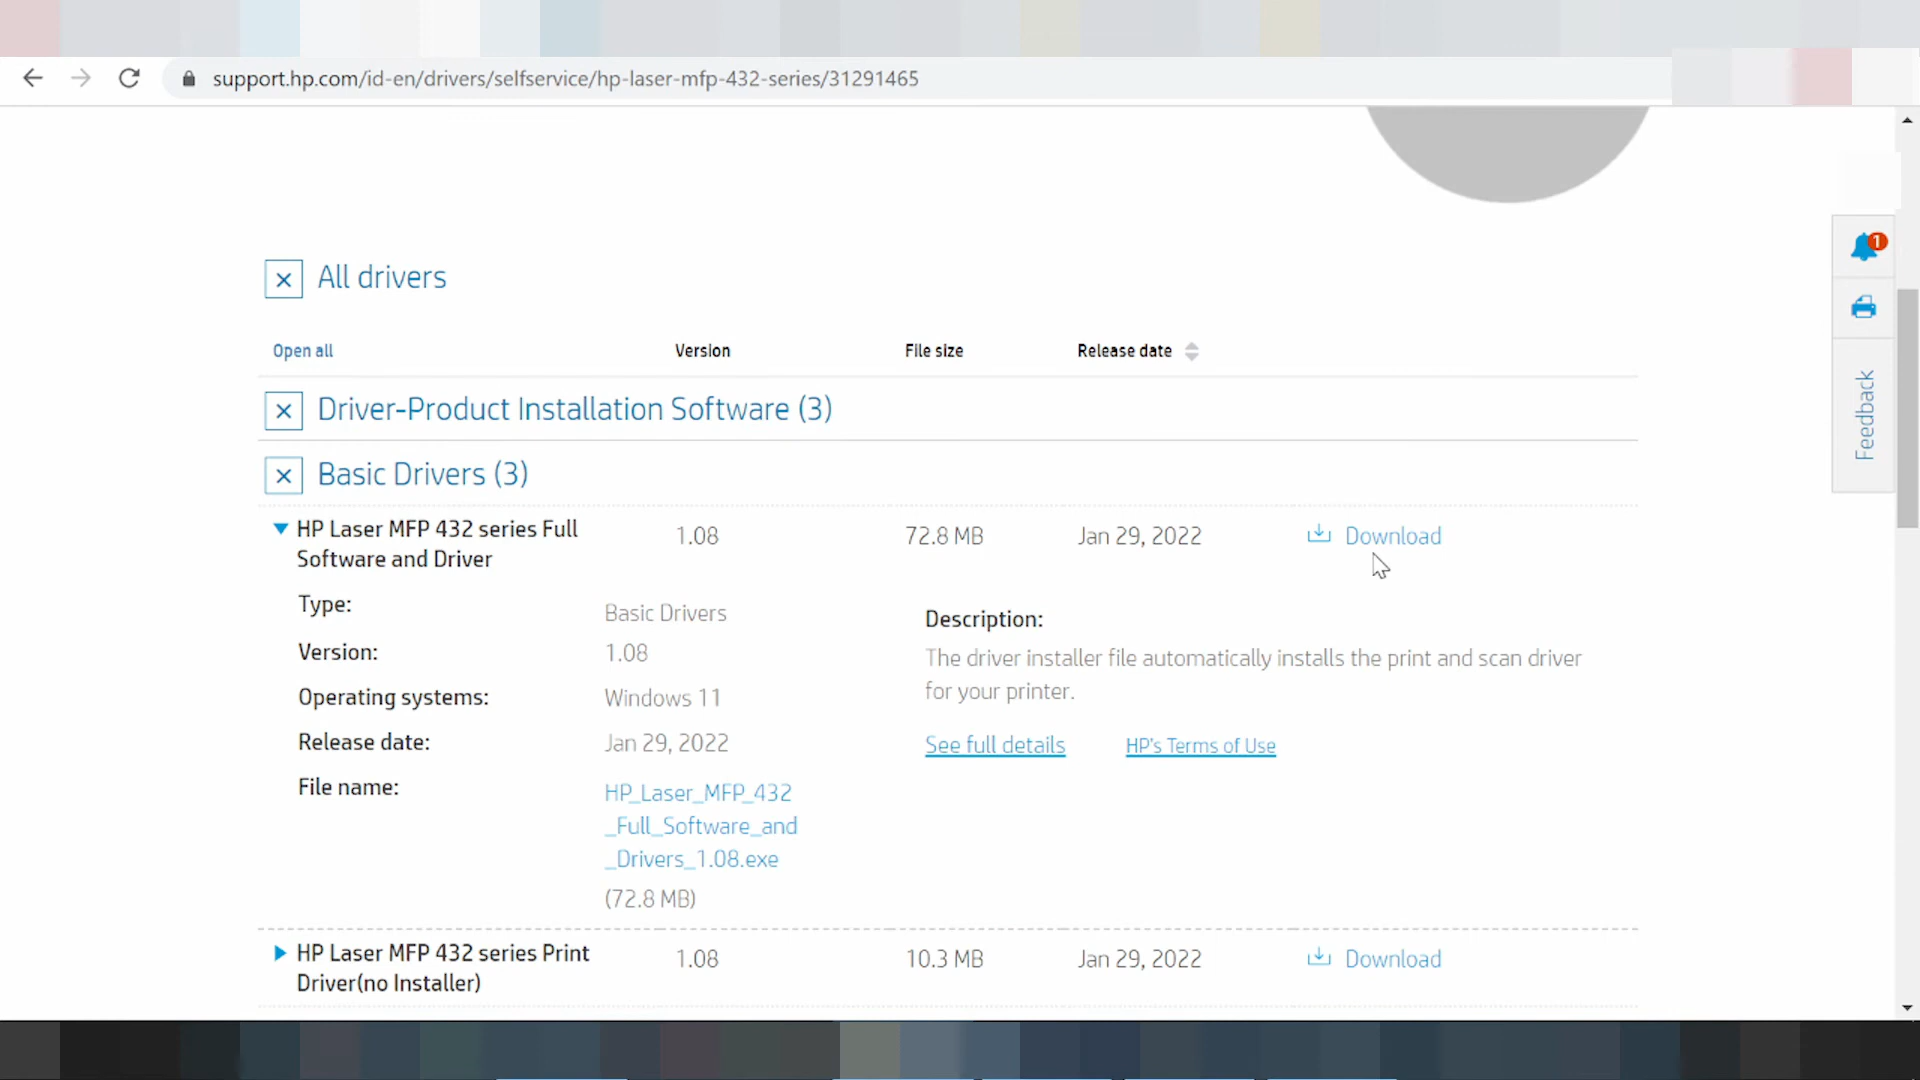 support.hp.com/id-en/drivers/selfservice/hp-laser-mfp-432-series/31291465
1
All drivers
Open all Version File size Release date
Feedback
Driver-Product Installation Software (3)
Basic Drivers (3)
HP Laser MFP 432 series Full
Software and Driver
1.08 72.8 MB Jan 29, 2022 Download
Type: Basic Drivers
Version: 1.08
Operating systems: Windows 11
Release date: Jan 29, 2022
File name: HP_Laser_MFP_432
_Full_Software_and
_Drivers_1.08.exe
(72.8 MB)
Description:
The driver installer file automatically installs the print and scan driver
for your printer.
See full details HP's Terms of Use
HP Laser MFP 432 series Print
Driver(no Installer)
1.08 10.3 MB Jan 29, 2022 Download